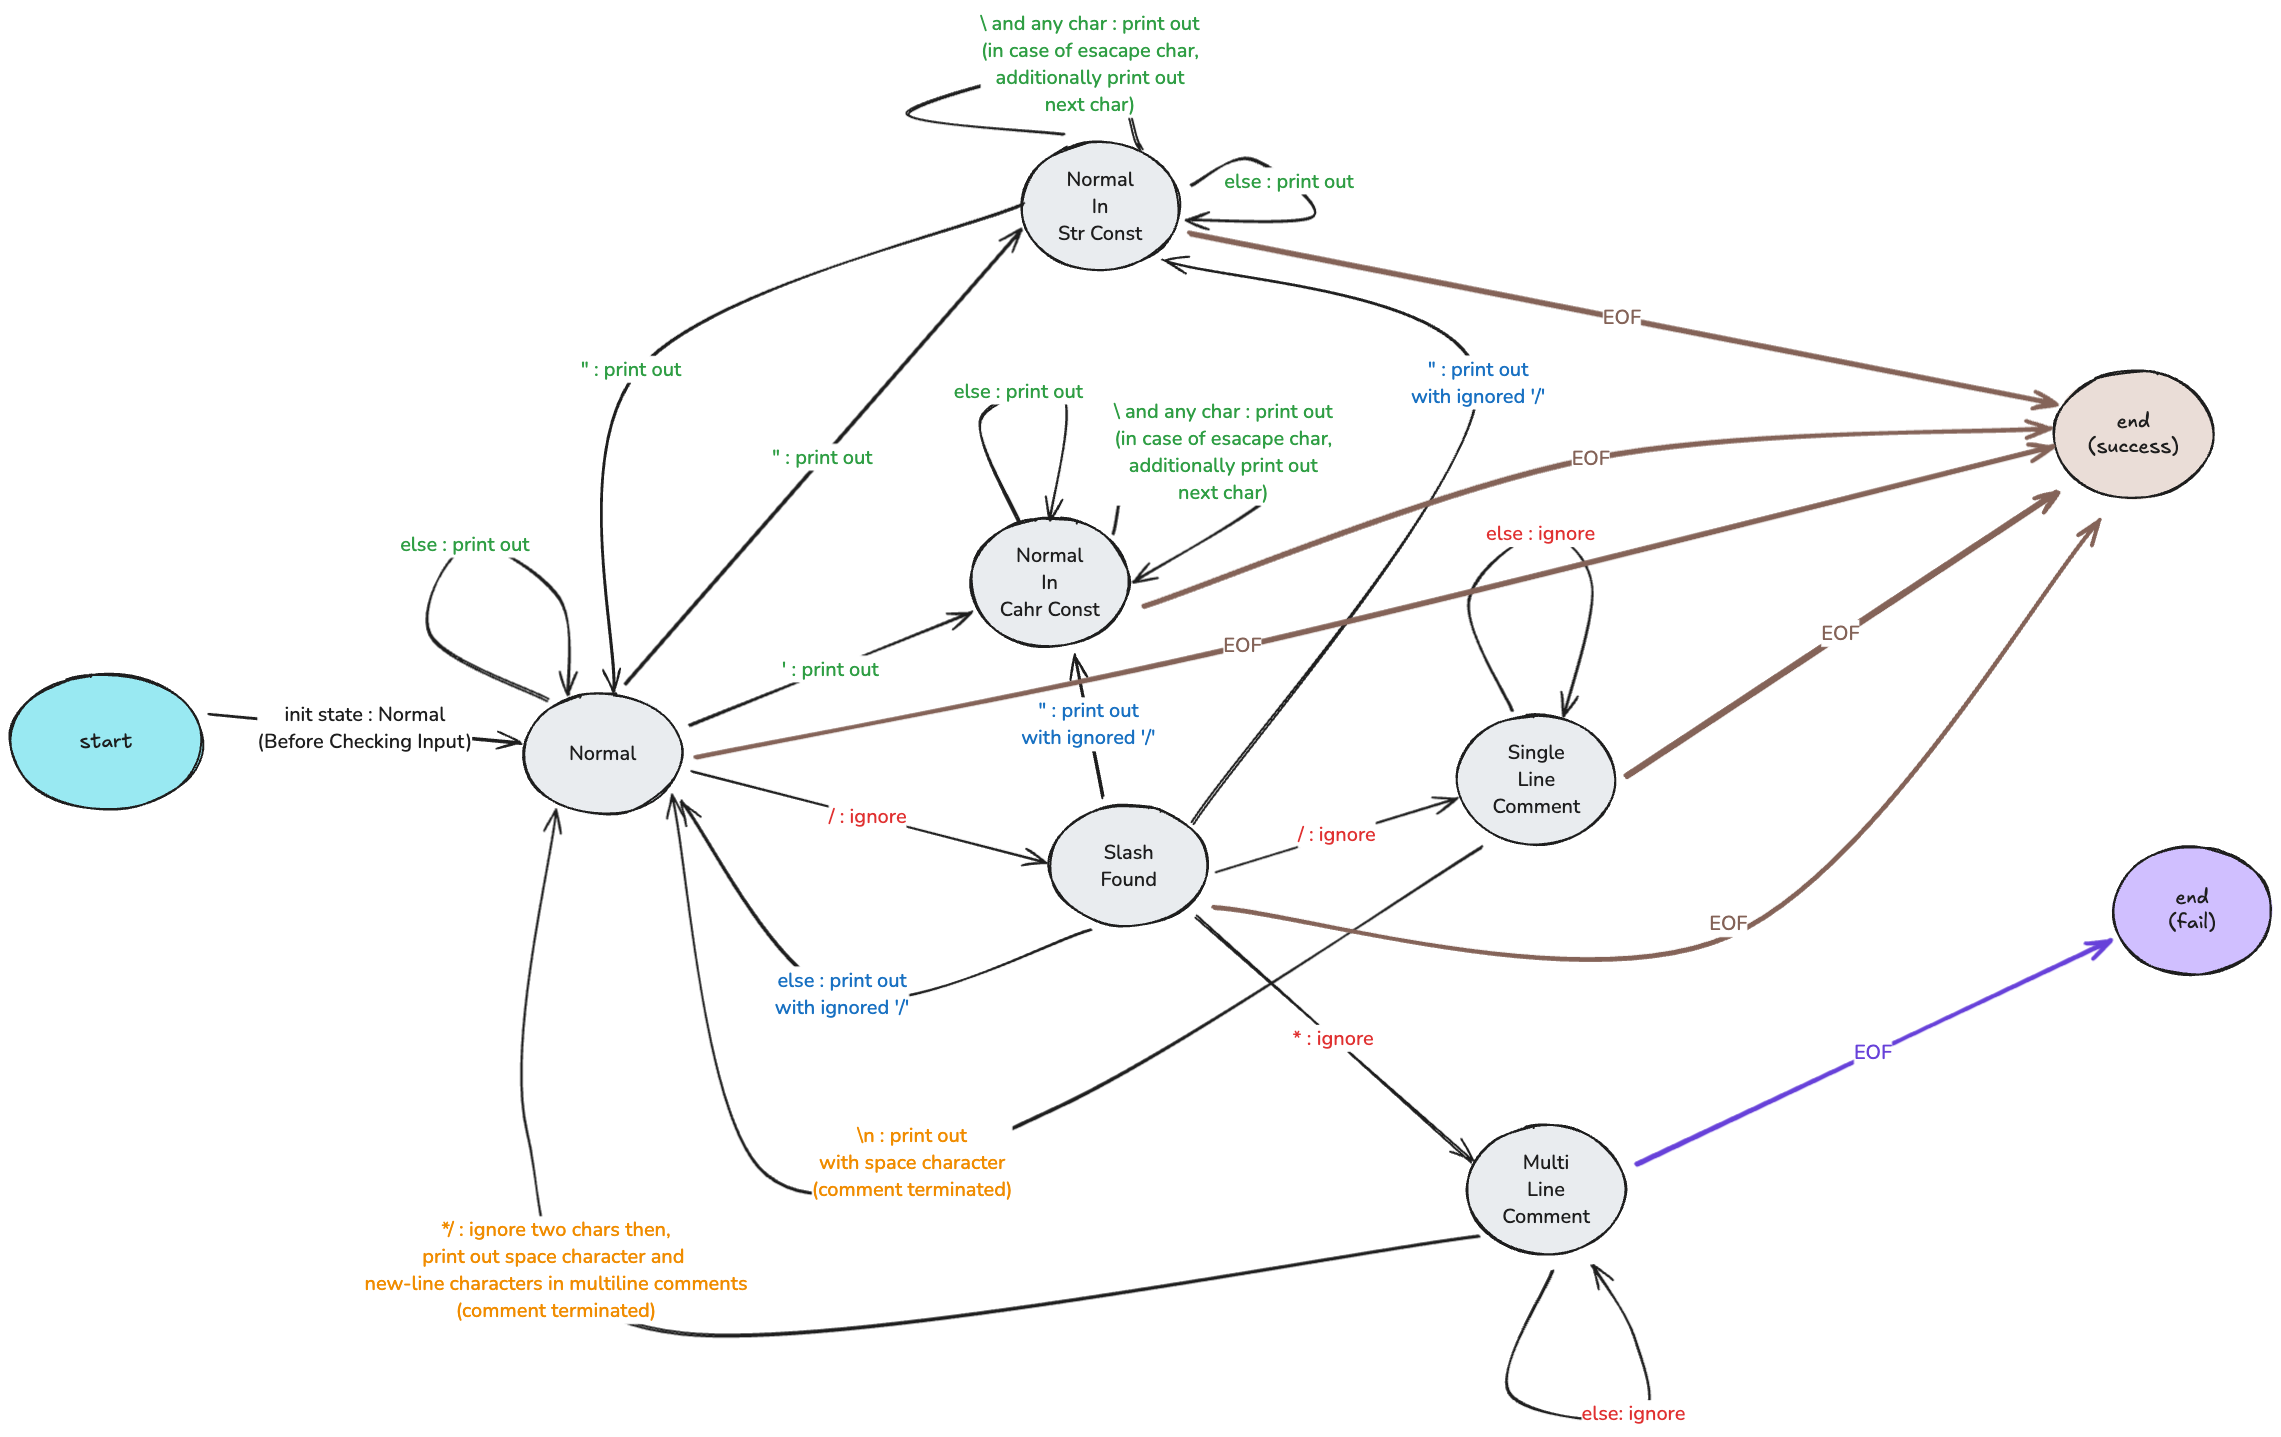 \ and any char : print out
(in case of esacape char,
additionally print out
next char)
Normal
In
Str Const
else : print out
EOF
" : print out
" : print out
with ignored '/'
else : print out
\ and any char : print out
(in case of esacape char,
additionally print out
next char)
end
(success)
" : print out
EOF
else : print out
else : ignore
Normal
In
Cahr Const
EOF
EOF
' : print out
start
init state : Normal
(Before Checking Input)
Normal
" : print out
with ignored '/'
Single
Line
Comment
/ : ignore
/ : ignore
Slash
Found
end
(fail)
EOF
else : print out
with ignored '/'
* : ignore
EOF
\n : print out
with space character
(comment terminated)
Multi
Line
Comment
*/ : ignore two chars then,
print out space character and
new-line characters in multiline comments
(comment terminated)
else: ignore